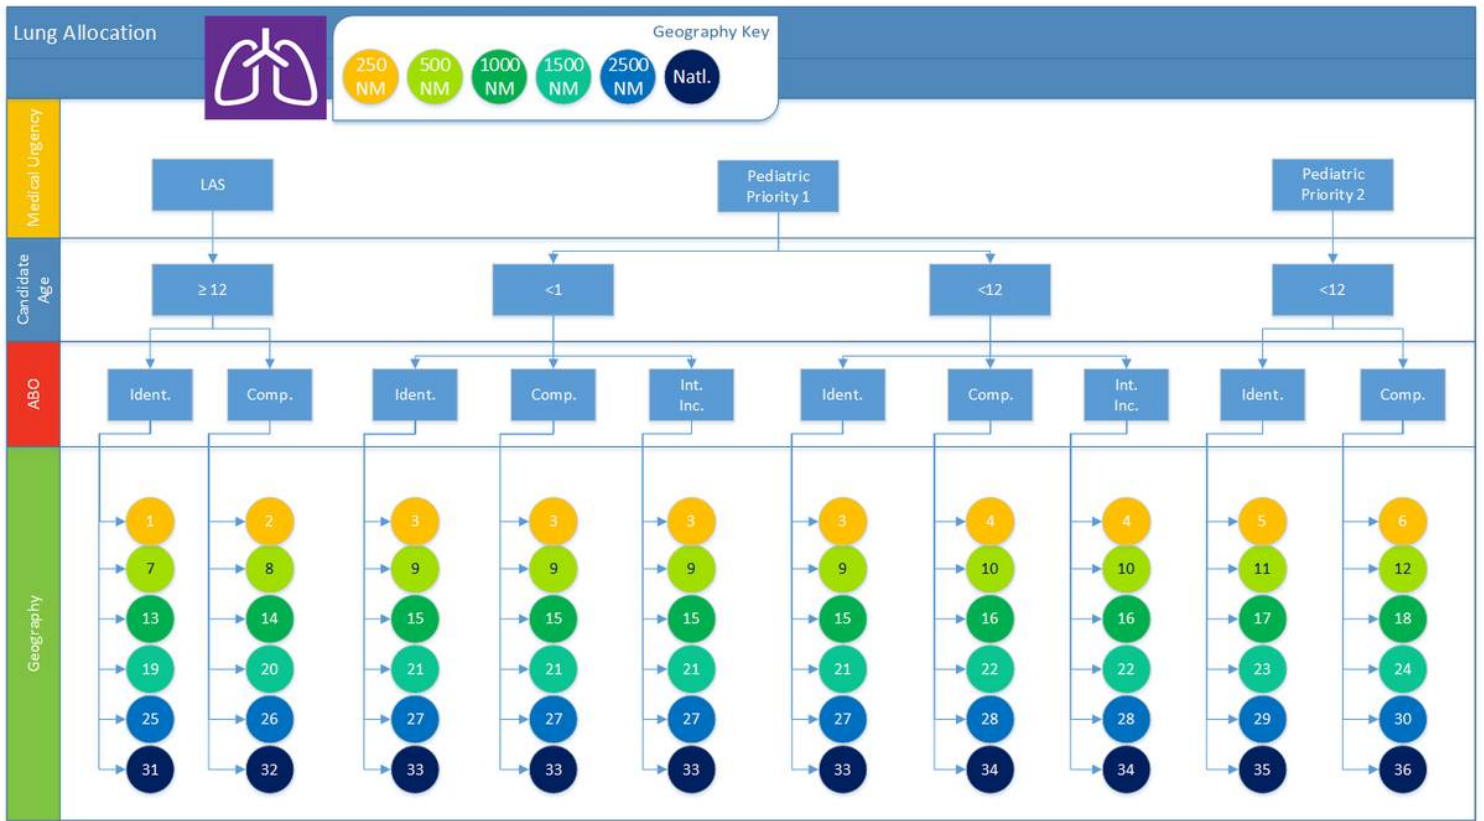 Lung Allocation
Geography Key
250
NM
500
NM
1000
NM
1500
NM
2500
NM
Natl.
Medical Urgency
LAS
Pediatric
Priority 1
Pediatric
Priority 2
Candidate
Age
≥ 12
<1
<12
<12
ABO
Ident.
Comp.
Ident.
Comp.
Int.
Inc.
Ident.
Comp.
Int.
Inc.
Ident.
Comp.
Geography
1 2 3 3 3 3 4 4 5 6
7 8 9 9 9 9 10 10 11 12
13 14 15 15 15 15 16 16 17 18
19 20 21 21 21 21 22 22 23 24
25 26 27 27 27 27 28 28 29 30
31 32 33 33 33 33 34 34 35 36